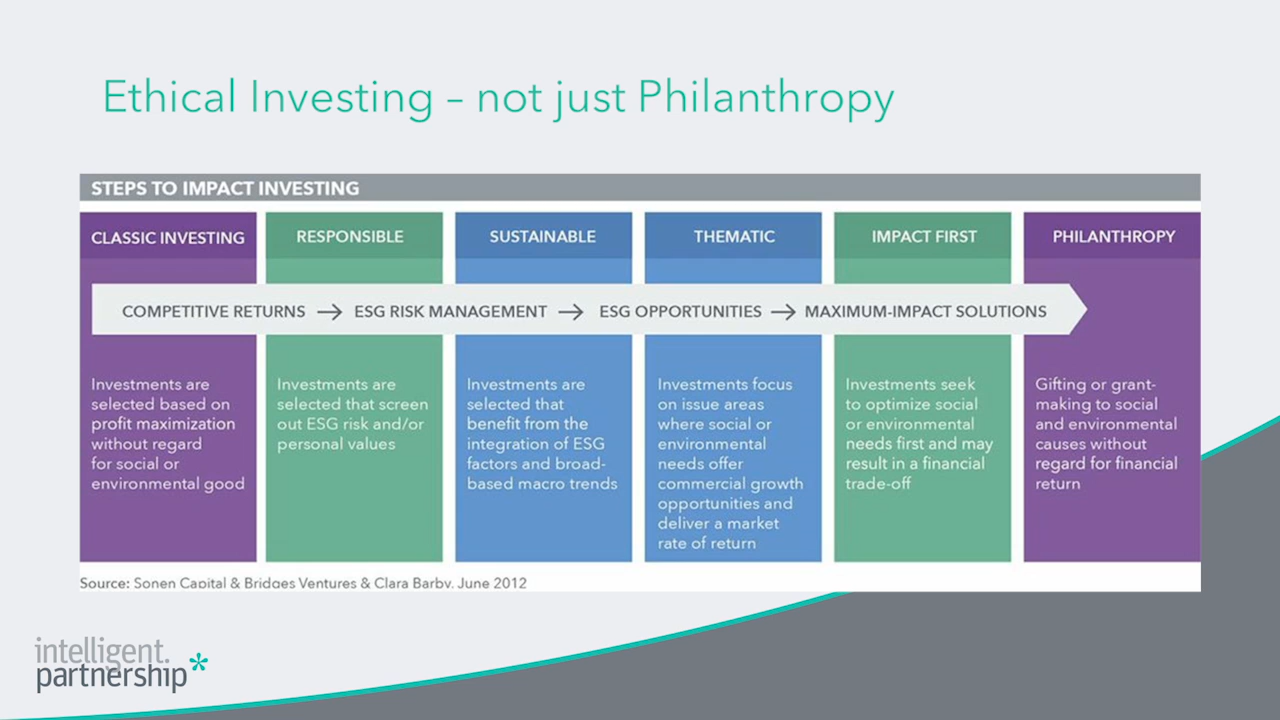 Ethical Investing – not just Philanthropy
STEPS TO IMPACT INVESTING
CLASSIC INVESTING
RESPONSIBLE
SUSTAINABLE
THEMATIC
IMPACT FIRST
PHILANTHROPY
COMPETITIVE RETURNS → ESG RISK MANAGEMENT → ESG OPPORTUNITIES → MAXIMUM-IMPACT SOLUTIONS
Investments are
selected based on
profit maximization
without regard
for social or
environmental good
Investments are
selected that screen
out ESG risk and/or
personal values
Investments are
selected that
benefit from the
integration of ESG
factors and broad-
based macro trends
Investments focus
on issue areas
where social or
environmental
needs offer
commercial growth
opportunities and
deliver a market
rate of return
Investments seek
to optimize social
or environmental
needs first and may
result in a financial
trade-off
Gifting or grant-
making to social
and environmental
causes without
regard for financial
return
Source: Sonen Capital & Bridges Ventures & Clara Barby, June 2012
intelligent.
partnership*